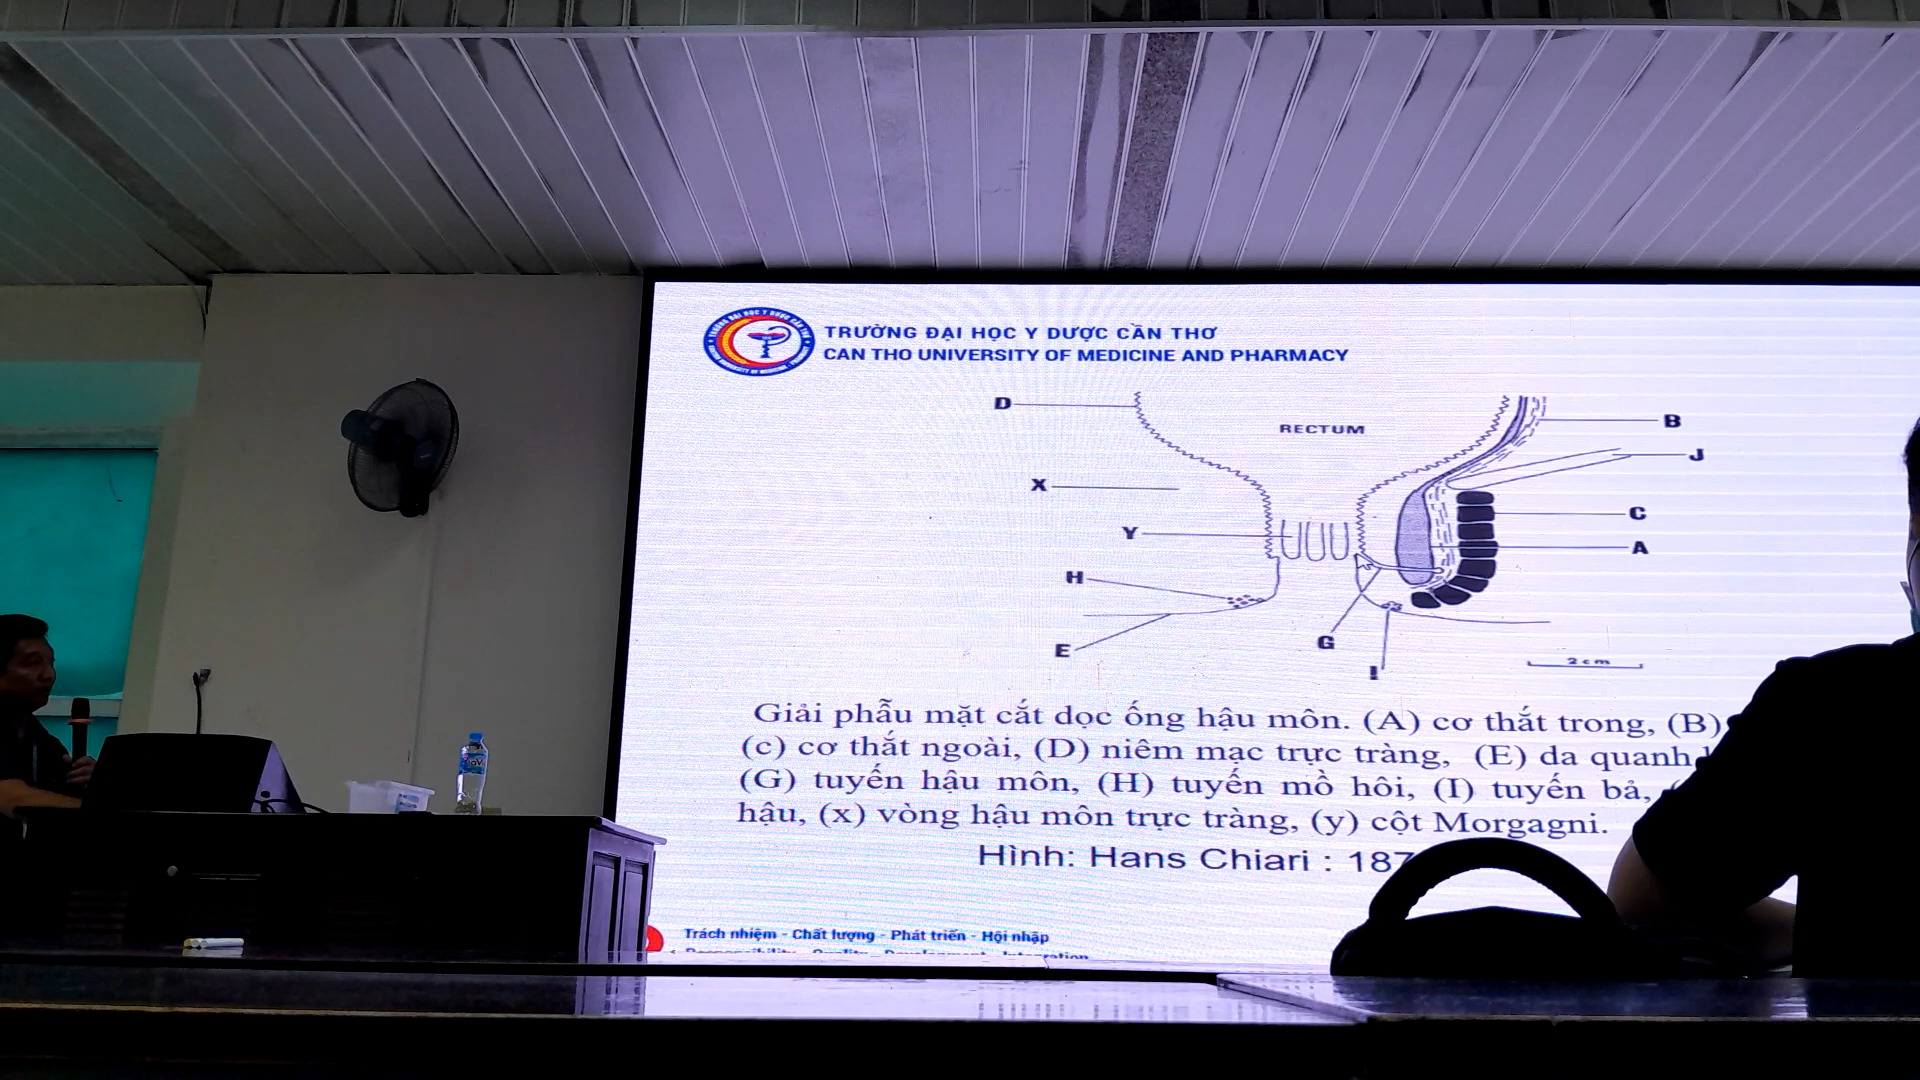 TRƯỜNG ĐẠI HỌC Y DƯỢC CẦN THƠ
CAN THO UNIVERSITY OF MEDICINE AND PHARMACY
D
RECTUM
B
J
X
C
Y
A
H
G
E
I
2 cm
Giải phẫu mặt cắt dọc ống hậu môn. (A) cơ thắt trong, (B)
(c) cơ thắt ngoài, (D) niêm mạc trực tràng, (E) da quanh
(G) tuyến hậu môn, (H) tuyến mồ hôi, (I) tuyến bả,
hậu, (x) vòng hậu môn trực tràng, (y) cột Morgagni.
Hình: Hans Chiari : 187
Trách nhiệm - Chất lượng - Phát triển - Hội nhập